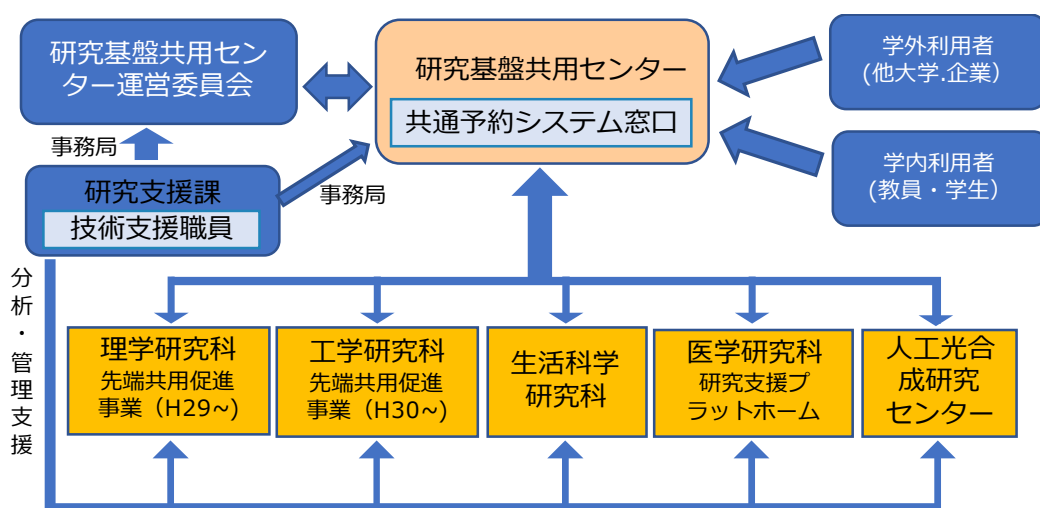 研究基盤共用セン
ター運営委員会
研究基盤共用センター
共通予約システム窓口
学外利用者
(他大学.企業）
学内利用者
(教員・学生）
事務局
研究支援課
技術支援職員
事務局
分析・管理支援
理学研究科
先端共用促進
事業（H29~)
工学研究科
先端共用促進
事業（H30~)
生活科学
研究科
医学研究科
研究支援プ
ラットホーム
人工光合
成研究
センター